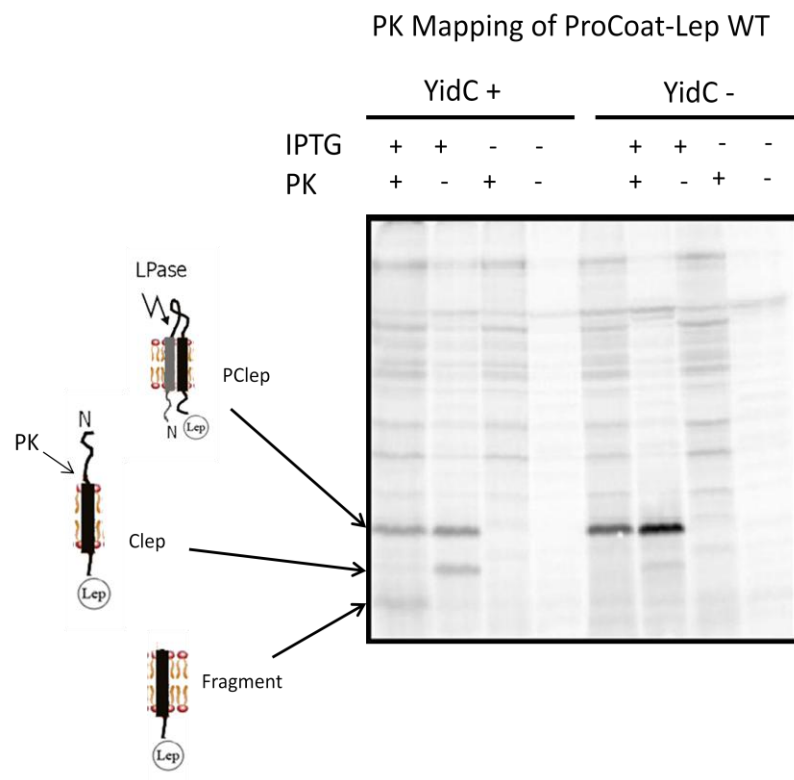 PK Mapping of ProCoat-Lep WT
YidC + YidC -
IPTG + + - - + + - -
PK + - + - + - + -
LPase
PClep
N Lep
N
PK
Clep
Lep
Fragment
Lep